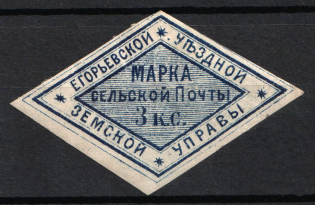 ЕГОРЬЕВСКОЙ УѢЗДНОЙ
МАРКА
СЕЛЬСКОЙ ПОЧТЫ
3 КС.
ЗЕМСКОЙ УПРАВЫ